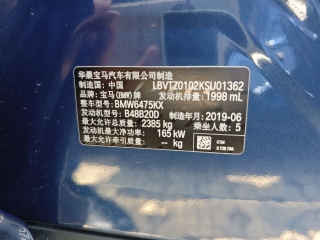 华晨宝马汽车有限公司制造
制造国：中国 LBVTZ0102KSU01362
品牌：宝马(BMW)牌 发动机排量：1998 mL
整车型号：BMW6475KX
发动机型号：B48B20D 制造年月：2019-06
最大允许总质量：2385 kg 乘坐人数：5
发动机最大净功率：165 kW
最大允许牵引质量：-- kg